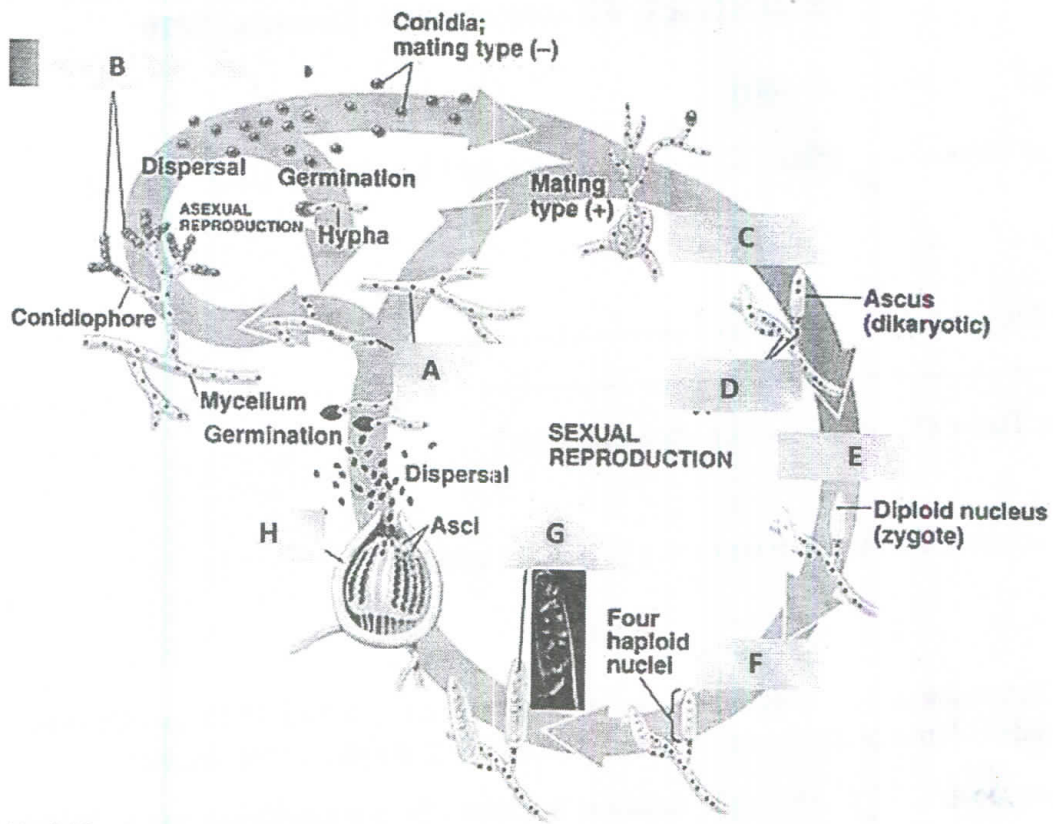 Conidia;
mating type (–)
B
Dispersal
Germination
ASEXUAL
REPRODUCTION
Hypha
Mating
type (+)
C
Conidiophore
Ascus
(dikaryotic)
A
D
Mycelium
Germination
SEXUAL
REPRODUCTION
E
Dispersal
Diploid nucleus
(zygote)
H
Asci
G
Four
haploid
nuclei
F